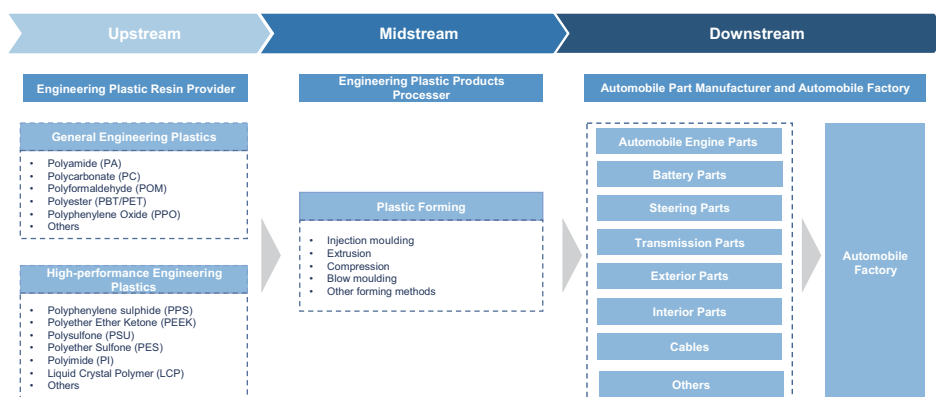 Upstream
Midstream
Downstream
Engineering Plastic Resin Provider
Engineering Plastic Products
Processer
Automobile Part Manufacturer and Automobile Factory
General Engineering Plastics
• Polyamide (PA)
• Polycarbonate (PC)
• Polyformaldehyde (POM)
• Polyester (PBT/PET)
• Polyphenylene Oxide (PPO)
• Others
High-performance Engineering
Plastics
• Polyphenylene sulphide (PPS)
• Polyether Ether Ketone (PEEK)
• Polysulfone (PSU)
• Polyether Sulfone (PES)
• Polyimide (PI)
• Liquid Crystal Polymer (LCP)
• Others
Plastic Forming
• Injection moulding
• Extrusion
• Compression
• Blow moulding
• Other forming methods
Automobile Engine Parts
Battery Parts
Steering Parts
Transmission Parts
Exterior Parts
Interior Parts
Cables
Others
Automobile
Factory